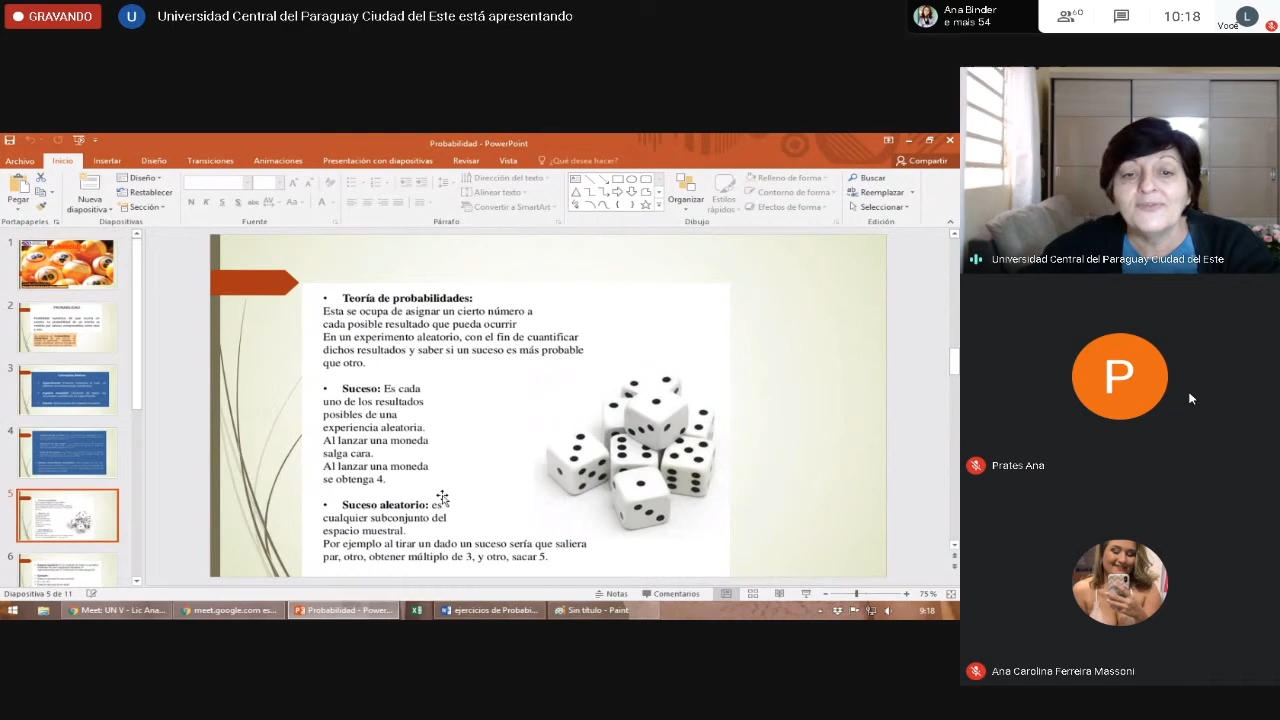 GRAVANDO
U
Universidad Central del Paraguay Ciudad del Este está apresentando
Ana Binder
e mais 54
60
10:18
Você
L
Probabilidad - PowerPoint
Archivo
Inicio
Insertar
Diseño
Transiciones
Animaciones
Presentación con diapositivas
Revisar
Vista
¿Qué desea hacer?
Compartir
Pegar
Nueva
diapositiva
Diseño
Restablecer
Sección
Dirección del texto
Alinear texto
Convertir a SmartArt
Organizar
Estilos
rápidos
Relleno de forma
Contorno de forma
Efectos de forma
Buscar
Reemplazar
Seleccionar
Portapapeles
Diapositivas
Fuente
Párrafo
Dibujo
Edición
1
2
3
4
5
6
• Teoría de probabilidades:
Esta se ocupa de asignar un cierto número a
cada posible resultado que pueda ocurrir
En un experimento aleatorio, con el fin de cuantificar
dichos resultados y saber si un suceso es más probable
que otro.
• Suceso: Es cada
uno de los resultados
posibles de una
experiencia aleatoria.
Al lanzar una moneda
salga cara.
Al lanzar una moneda
se obtenga 4.
• Suceso aleatorio: es
cualquier subconjunto del
espacio muestral.
Por ejemplo al tirar un dado un suceso sería que saliera
par, otro, obtener múltiplo de 3, y otro, sacar 5.
Diapositiva 5 de 11
Notas
Comentarios
75 %
Meet: UN V - Lic Ana...
meet.google.com es...
Probabilidad - Power...
ejercicios de Probabi...
Sin título - Paint
9:18
Universidad Central del Paraguay Ciudad del Este
P
Prates Ana
Ana Carolina Ferreira Massoni